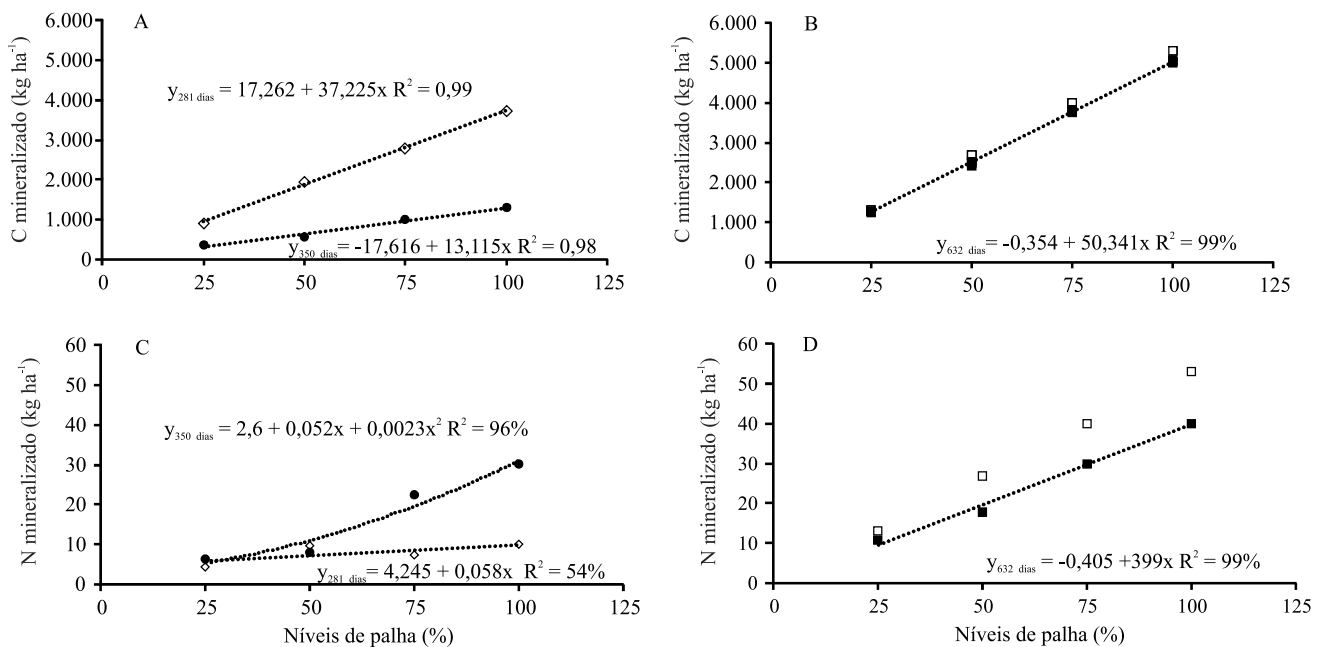 A
C mineralizado (kg ha-1)
6.000
5.000
4.000
3.000
2.000
1.000
0
y281 dias = 17,262 + 37,225x R2 = 0,99
y350 dias = -17,616 + 13,115x R2 = 0,98
0 25 50 75 100 125
B
C mineralizado (kg ha-1)
6.000
5.000
4.000
3.000
2.000
1.000
0
y632 dias = -0,354 + 50,341x R2 = 99%
0 25 50 75 100 125
C
N mineralizado (kg ha-1)
60
50
40
30
20
10
0
y350 dias = 2,6 + 0,052x + 0,0023x2 R2 = 96%
y281 dias = 4,245 + 0,058x R2 = 54%
0 25 50 75 100 125
Níveis de palha (%)
D
N mineralizado (kg ha-1)
60
50
40
30
20
10
0
y632 dias = -0,405 +399x R2 = 99%
0 25 50 75 100 125
Níveis de palha (%)